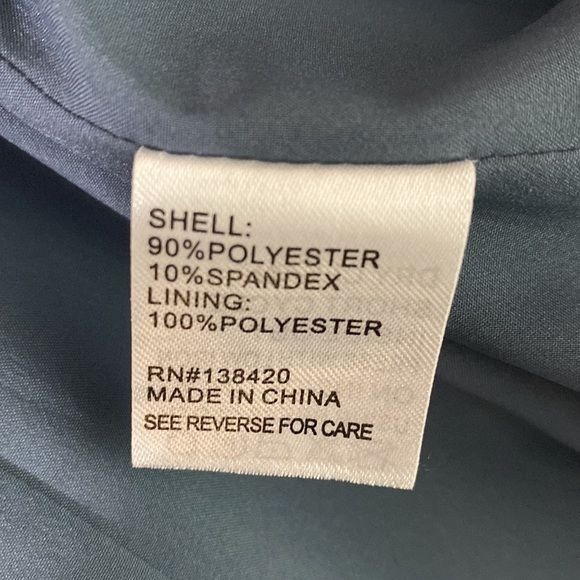 SHELL:
90%POLYESTER
10%SPANDEX
LINING:
100%POLYESTER
RN#138420
MADE IN CHINA
SEE REVERSE FOR CARE